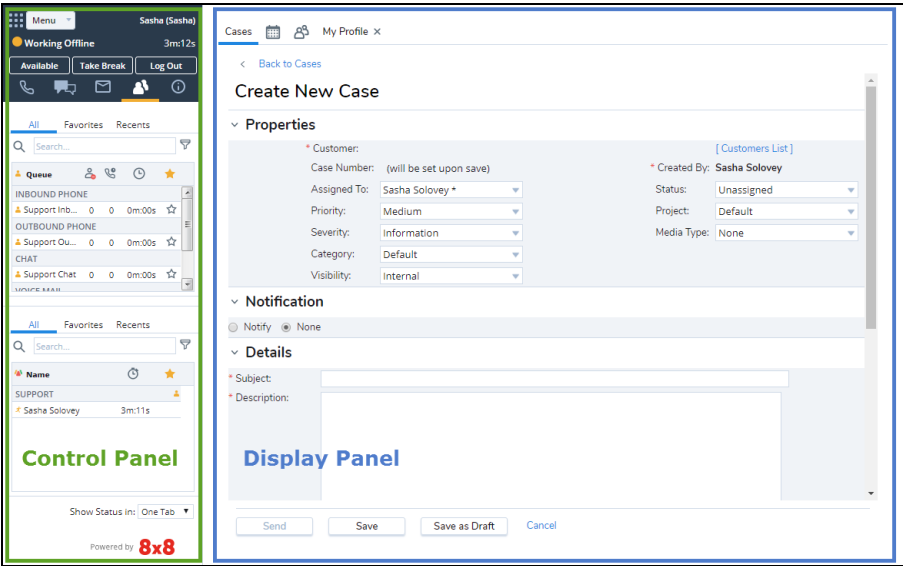 Menu
Sasha (Sasha)
Working Offline 3m:12s
Available Take Break Log Out
All Favorites Recents
Search...
Queue
INBOUND PHONE
Support Inb... 0 0 0m:00s
OUTBOUND PHONE
Support Ou... 0 0 0m:00s
CHAT
Support Chat 0 0 0m:00s
VOICE MAIL
All Favorites Recents
Search...
Name
SUPPORT
Sasha Solovey 3m:11s
Control Panel
Show Status in: One Tab
Powered by 8x8
Cases My Profile ×
< Back to Cases
Create New Case
Properties
* Customer: [ Customers List ]
Case Number: (will be set upon save) * Created By: Sasha Solovey
Assigned To: Sasha Solovey * Status: Unassigned
Priority: Medium Project: Default
Severity: Information Media Type: None
Category: Default
Visibility: Internal
Notification
Notify None
Details
* Subject:
* Description:
Display Panel
Send Save Save as Draft Cancel